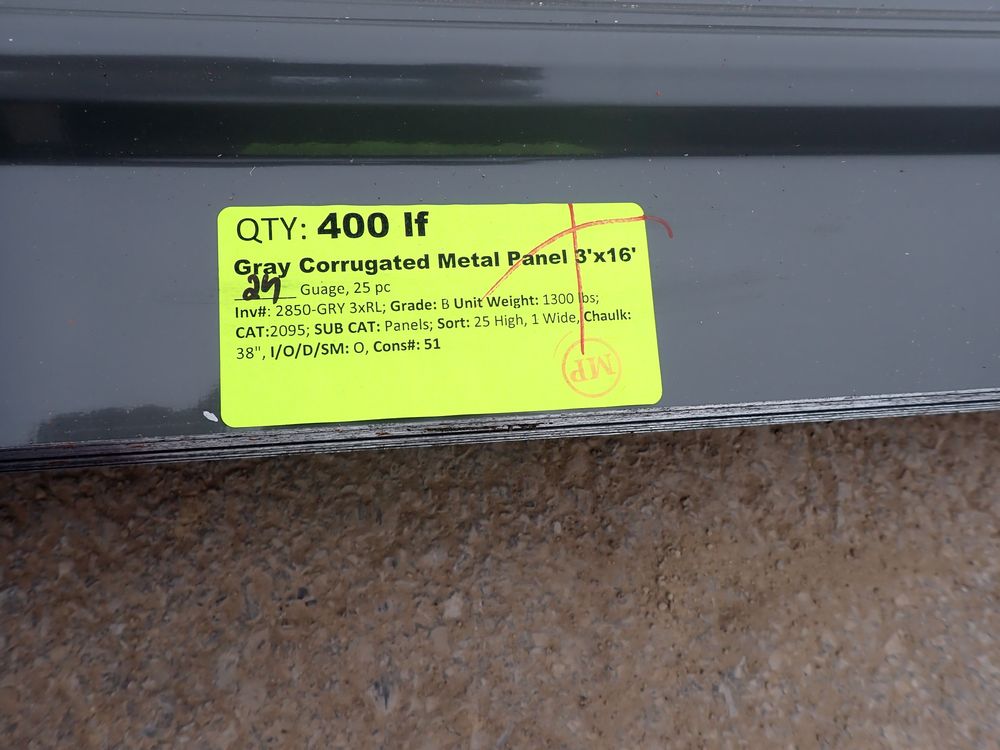 QTY: 400 lf
Gray Corrugated Metal Panel 3'x16'
24 Guage, 25 pc
Inv#: 2850-GRY 3xRL; Grade: B Unit Weight: 1300 lbs;
CAT:2095; SUB CAT: Panels; Sort: 25 High, 1 Wide, Chaulk:
38", I/O/D/SM: O, Cons#: 51
MP